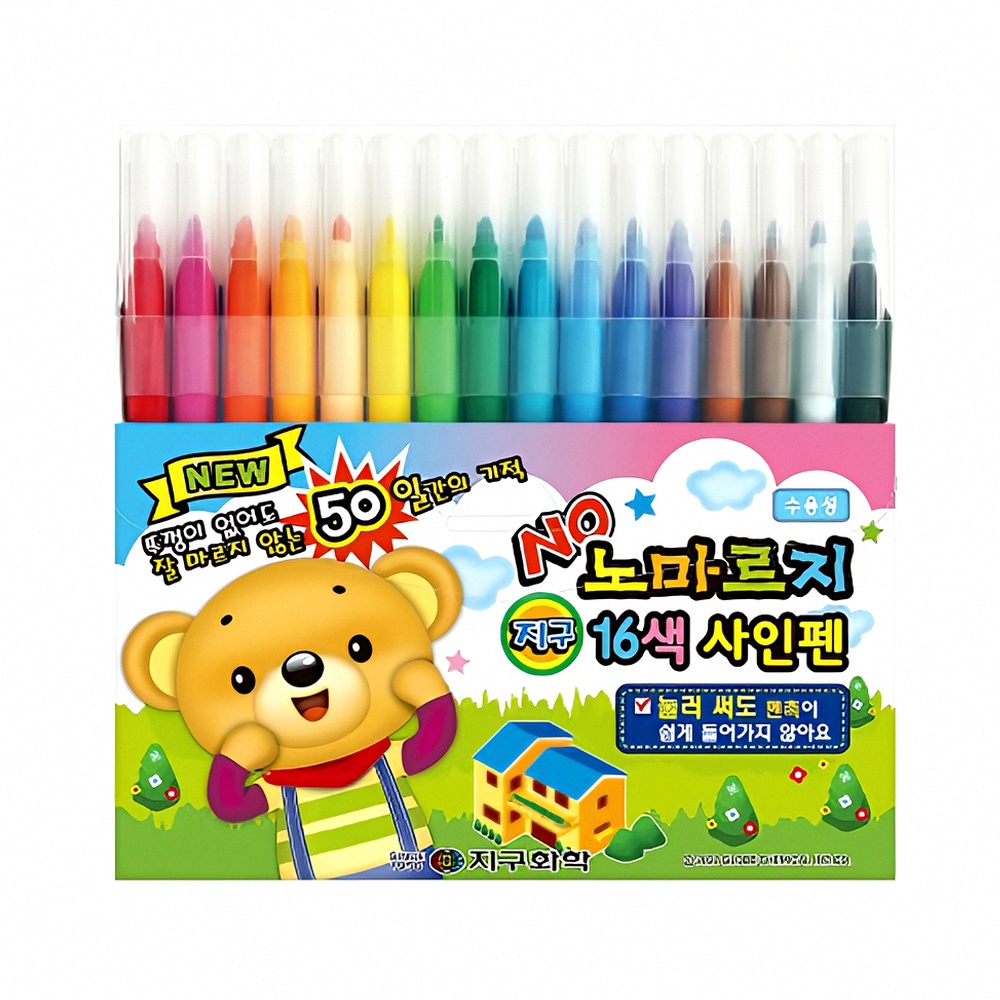 NEW
50 일간의 기적
뚜껑이 없어도
잘 마르지 않는
수용성
NO
노마르지
지구 16색 사인펜
눌러 써도 펜촉이
쉽게 들어가지 않아요
지구화학